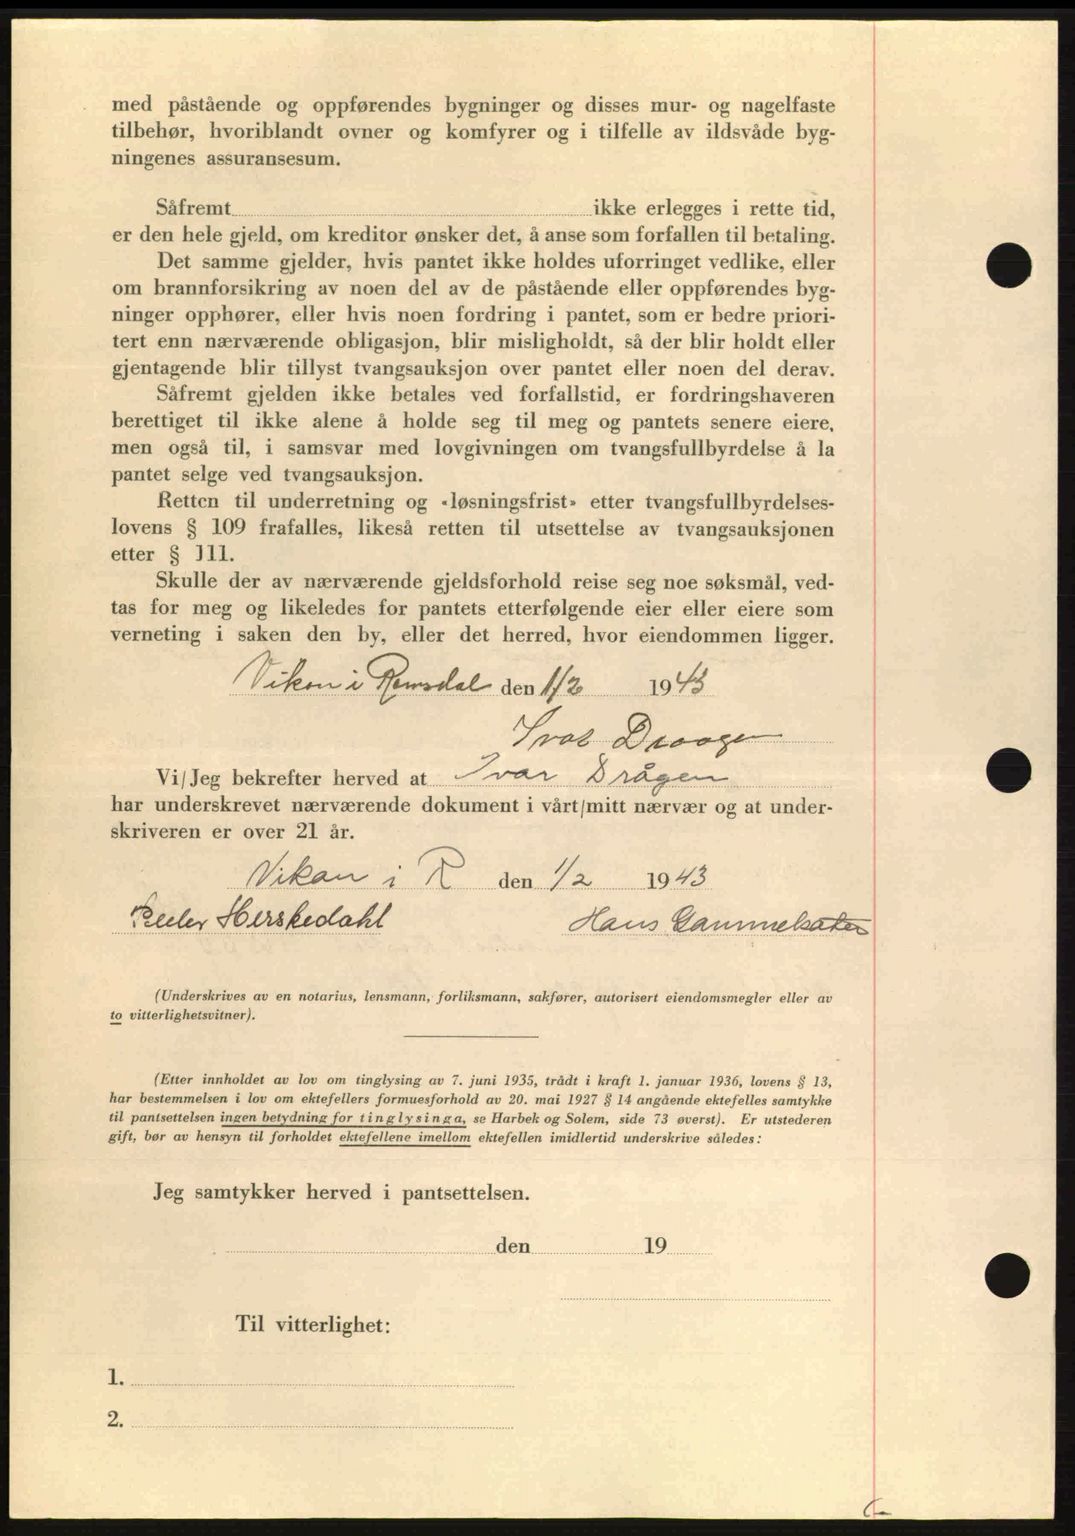 med påstående og oppførendes bygninger og disses mur- og nagelfaste
tilbehør, hvoriblandt ovner og komfyrer og i tilfelle av ildsvåde byg-
ningenes assuransesum.
Såfremt ikke erlegges i rette tid,
er den hele gjeld, om kreditor ønsker det, å anse som forfallen til betaling.
Det samme gjelder, hvis pantet ikke holdes uforringet vedlike, eller
om brannforsikring av noen del av de påstående eller oppførendes byg-
ninger opphører, eller hvis noen fordring i pantet, som er bedre priori-
tert enn nærværende obligasjon, blir misligholdt, så der blir holdt eller
gjentagende blir tillyst tvangsauksjon over pantet eller noen del derav.
Såfremt gjelden ikke betales ved forfallstid, er fordringshaveren
berettiget til ikke alene å holde seg til meg og pantets senere eiere,
men også til, i samsvar med lovgivningen om tvangsfullbyrdelse å la
pantet selge ved tvangsauksjon.
Retten til underretning og «løsningsfrist» etter tvangsfullbyrdelses-
lovens § 109 frafalles, likeså retten til utsettelse av tvangsauksjonen
etter § 111.
Skulle der av nærværende gjeldsforhold reise seg noe søksmål, ved-
tas for meg og likeledes for pantets etterfølgende eier eller eiere som
verneting i saken den by, eller det herred, hvor eiendommen ligger.
Vikan i Romsdal den 1/2 1943
Ivar Draagen
Vi/Jeg bekrefter herved at Ivar Drågen
har underskrevet nærværende dokument i vårt/mitt nærvær og at under-
skriveren er over 21 år.
Vikan i R den 1/2 1943
Peder Herskedahl Hans Gammelsæter
(Underskrives av en notarius, lensmann, forliksmann, sakfører, autorisert eiendomsmegler eller av
to vitterlighetsvitner).
(Etter innholdet av lov om tinglysing av 7. juni 1935, trådt i kraft 1. januar 1936, lovens § 13,
har bestemmelsen i lov om ektefellers formuesforhold av 20. mai 1927 § 14 angående ektefelles samtykke
til pantsettelsen ingen betydning for tinglysinga, se Harbek og Solem, side 73 øverst). Er utstederen
gift, bør av hensyn til forholdet ektefellene imellom ektefellen imidlertid underskrive således:
Jeg samtykker herved i pantsettelsen.
den 19
Til vitterlighet:
1.
2.